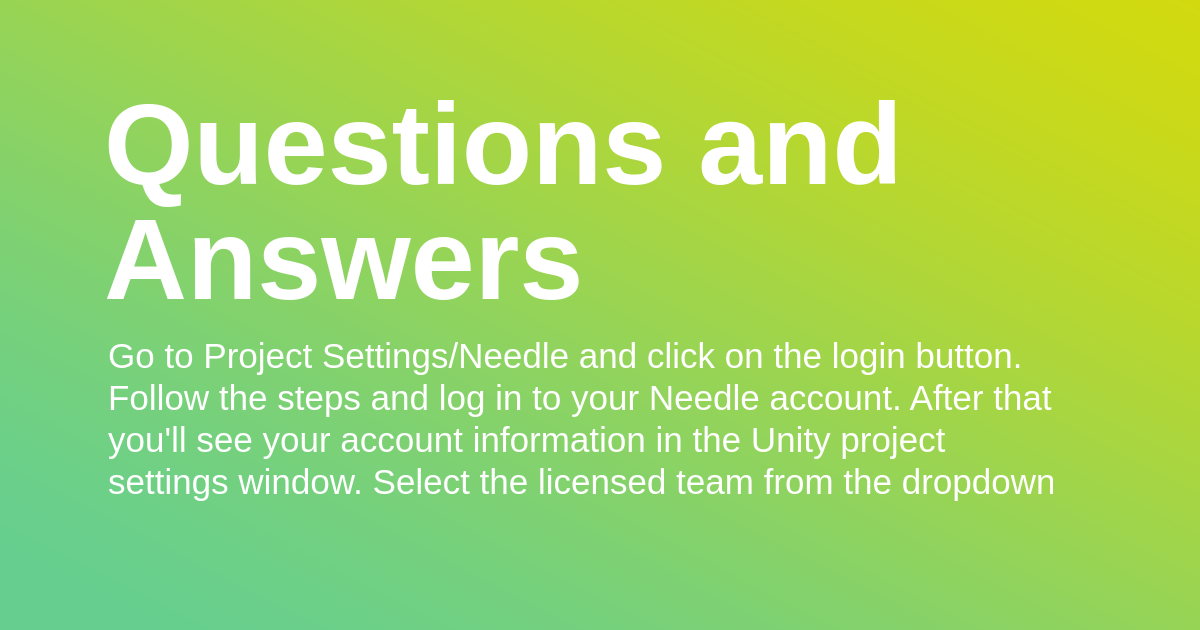 Questions and
Answers
Go to Project Settings/Needle and click on the login button.
Follow the steps and log in to your Needle account. After that
you'll see your account information in the Unity project
settings window. Select the licensed team from the dropdown